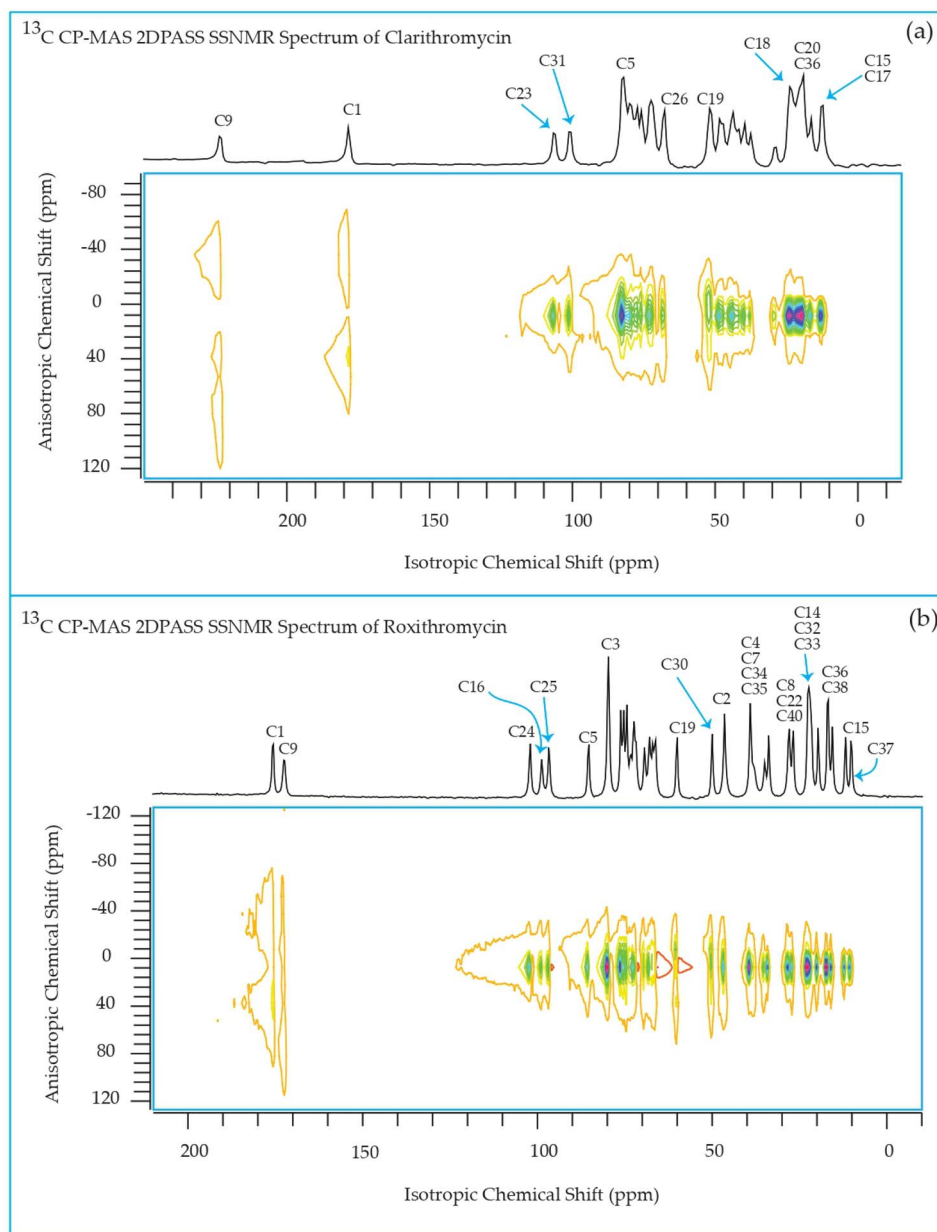 ¹³C CP-MAS 2DPASS SSNMR Spectrum of Clarithromycin
(a)
C9
C1
C23
C31
C5
C26
C19
C18
C20
C36
C15
C17
Anisotropic Chemical Shift (ppm)
-80
-40
0
40
80
120
200
150
100
50
0
Isotropic Chemical Shift (ppm)
¹³C CP-MAS 2DPASS SSNMR Spectrum of Roxithromycin
(b)
C1
C9
C24
C16
C25
C5
C3
C19
C30
C2
C4
C7
C34
C35
C8
C22
C40
C14
C32
C33
C36
C38
C15
C37
Anisotropic Chemical Shift (ppm)
-120
-80
-40
0
40
80
120
200
150
100
50
0
Isotropic Chemical Shift (ppm)